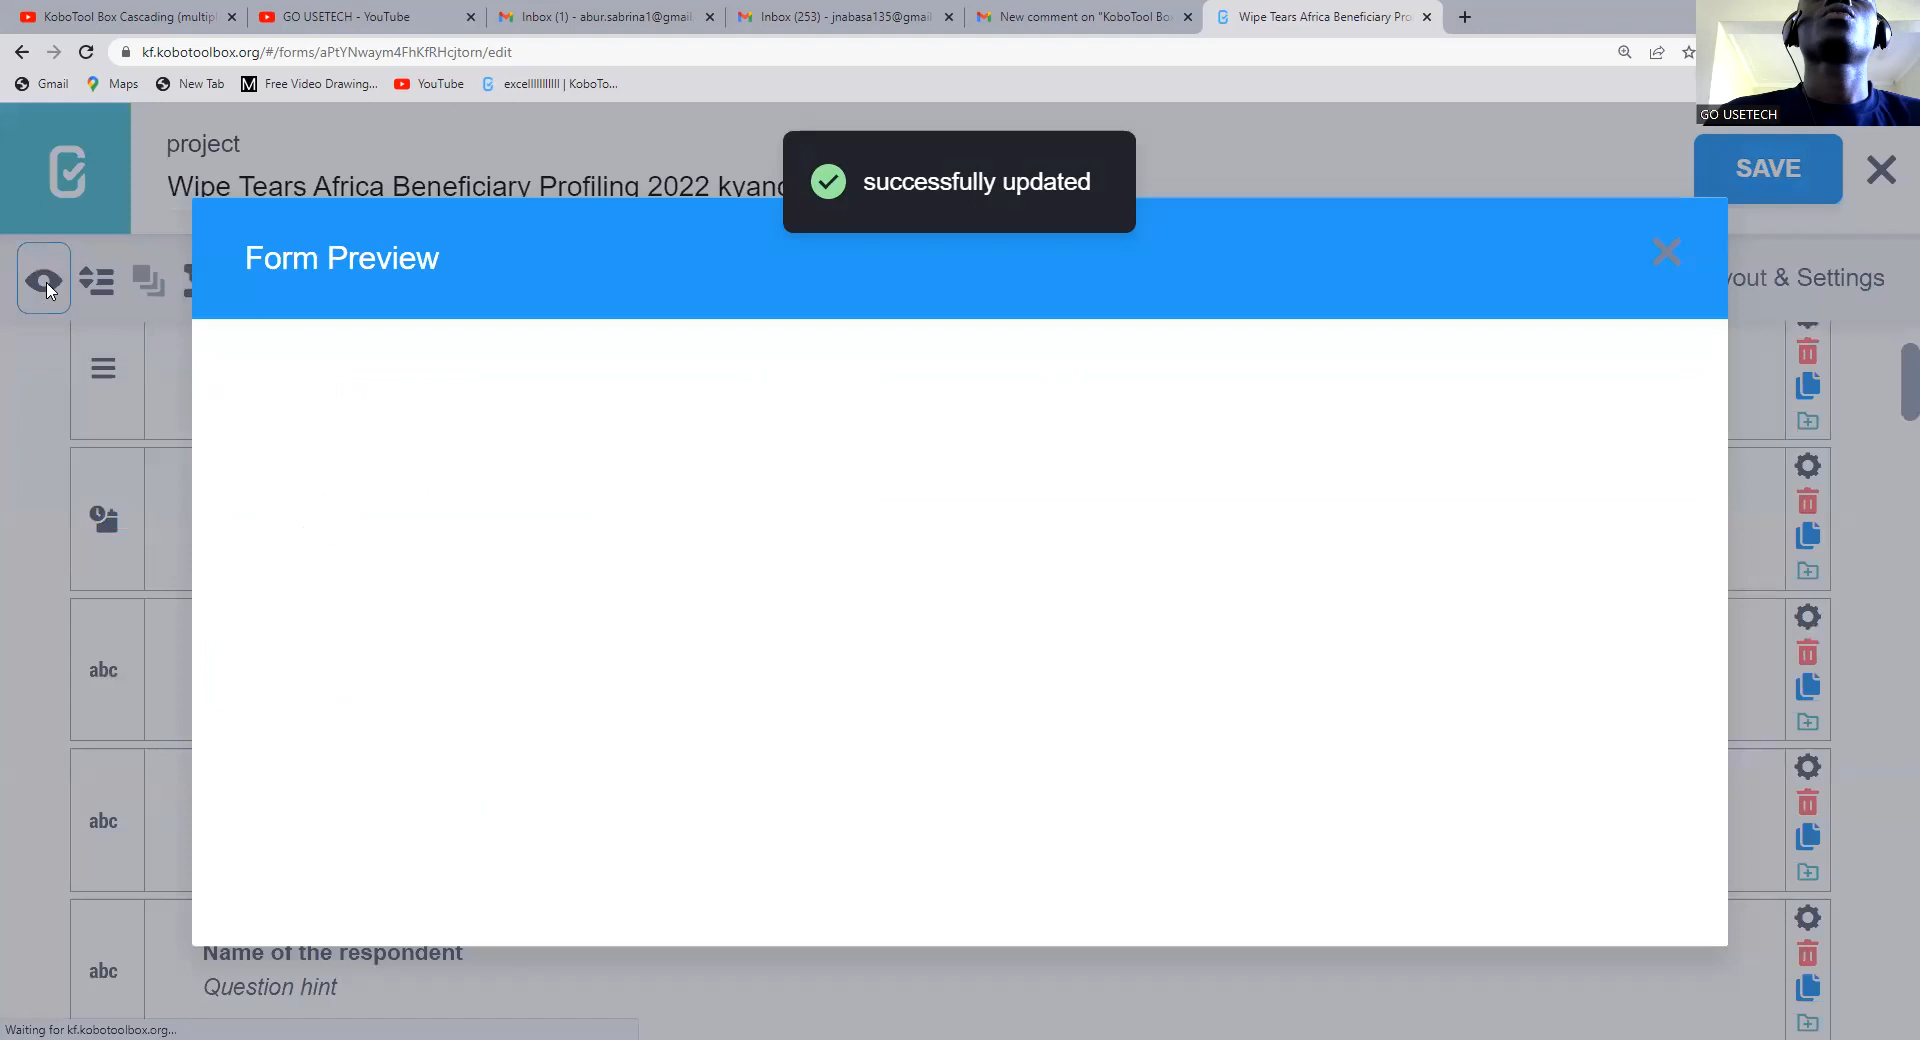 KoboTool Box Cascading (multipl
GO USETECH - YouTube
Inbox (1) - abur.sabrina1@gmail.
Inbox (253) - jnabasa135@gmail
New comment on "KoboTool Bo
Wipe Tears Africa Beneficiary Pro
kf.kobotoolbox.org/#/forms/aPtYNwaym4FhKfRHcjtorn/edit
Gmail
Maps
New Tab
Free Video Drawing...
YouTube
excelllllllllll | KoboTo...
GO USETECH
project
Wipe Tears Africa Beneficiary Profiling 2022 kyand
successfully updated
SAVE
Form Preview
yout & Settings
abc
abc
abc
Name of the respondent
Question hint
Waiting for kf.kobotoolbox.org...